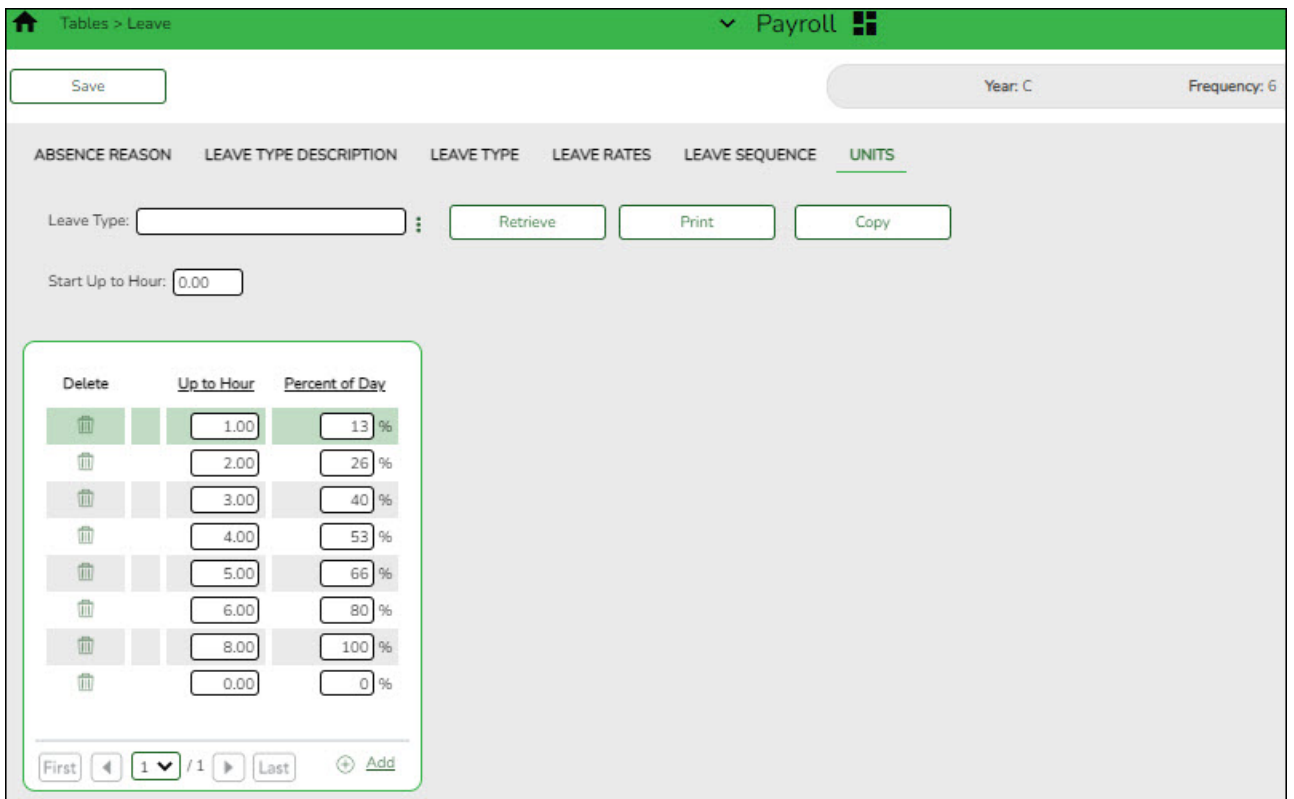 Tables > Leave
Payroll
Save
Year: C
Frequency: 6
ABSENCE REASON LEAVE TYPE DESCRIPTION LEAVE TYPE LEAVE RATES LEAVE SEQUENCE UNITS
Leave Type: Retrieve Print Copy
Start Up to Hour: 0.00
Delete Up to Hour Percent of Day
1.00 13 %
2.00 26 %
3.00 40 %
4.00 53 %
5.00 66 %
6.00 80 %
8.00 100 %
0.00 0 %
First 1 / 1 Last Add